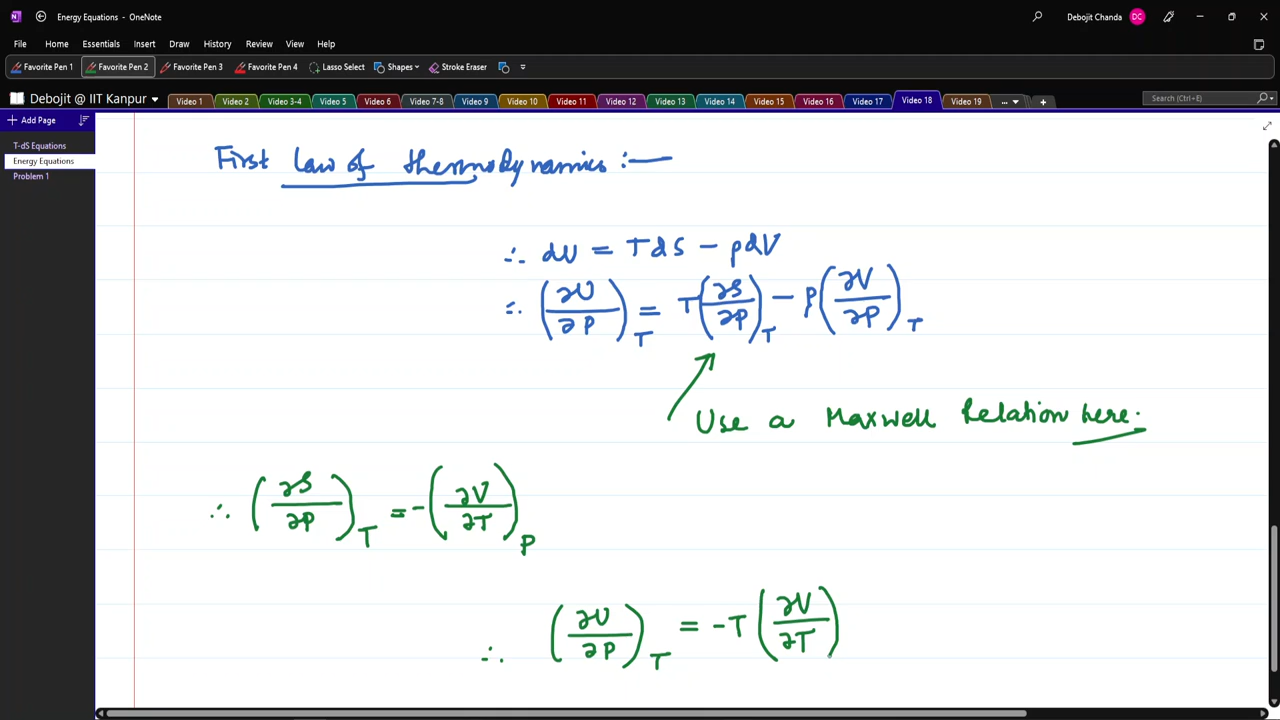 Energy Equations - OneNote
Debojit Chanda DC
File Home Essentials Insert Draw History Review View Help
Favorite Pen 1 Favorite Pen 2 Favorite Pen 3 Favorite Pen 4 Lasso Select Shapes Stroke Eraser
Debojit @ IIT Kanpur Video 1 Video 2 Video 3-4 Video 5 Video 6 Video 7-8 Video 9 Video 10 Video 11 Video 12 Video 13 Video 14 Video 15 Video 16 Video 17 Video 18 Video 19 ... + Search (Ctrl+E)
+ Add Page
T-dS Equations
Energy Equations
Problem 1
First law of thermodynamics :—
∴ dU = TdS − pdV
∴ (∂U/∂P)_T = T(∂S/∂P)_T − P(∂V/∂P)_T
Use a Maxwell Relation here.
∴ (∂S/∂P)_T = −(∂V/∂T)_P
∴ (∂U/∂P)_T = −T(∂V/∂T)